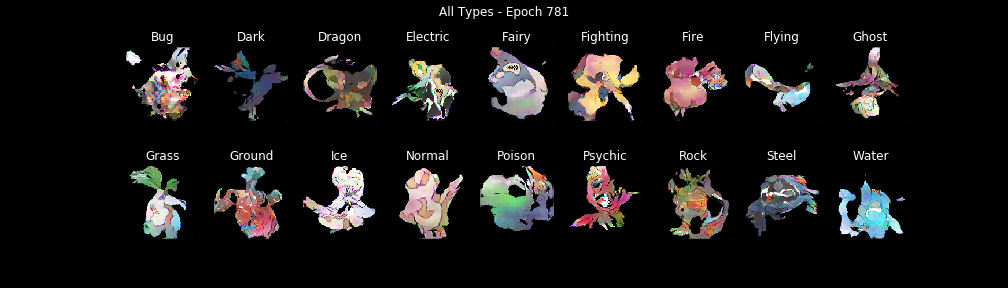 All Types - Epoch 781
Bug Dark Dragon Electric Fairy Fighting Fire Flying Ghost
Grass Ground Ice Normal Poison Psychic Rock Steel Water